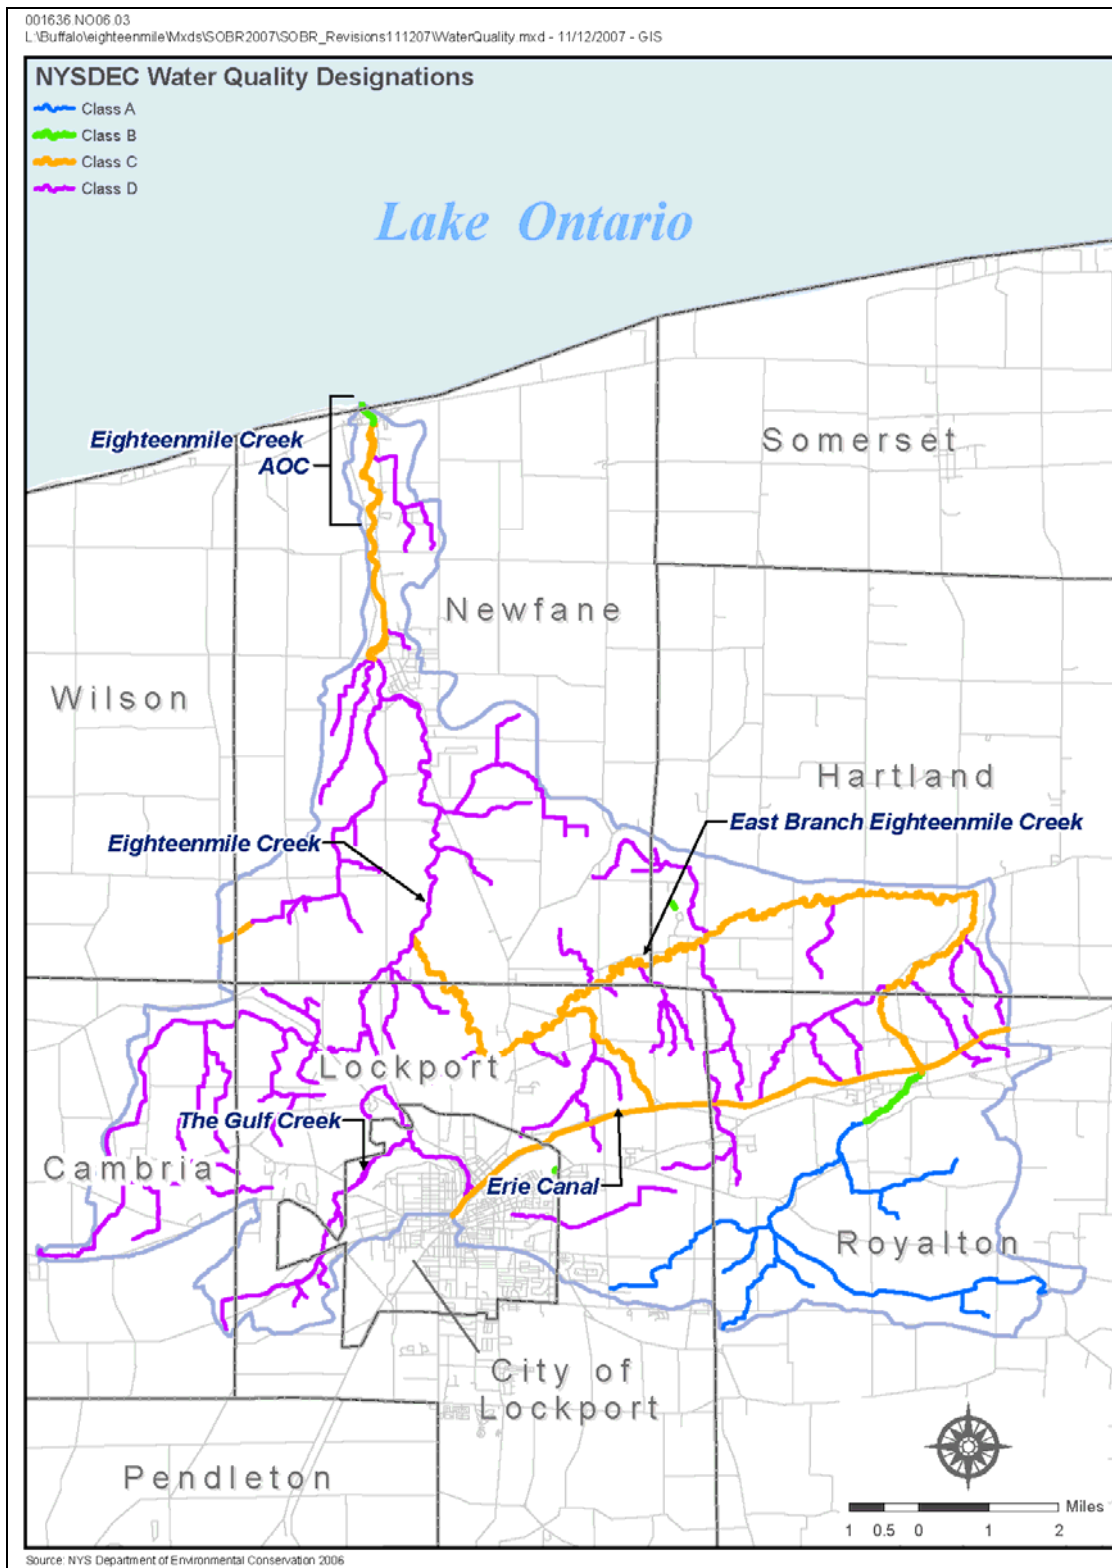 001636.NO06.03
L:\Buffalo\eighteenmile\Mxds\SOBR2007\SOBR_Revisions111207\WaterQuality.mxd - 11/12/2007 - GIS
NYSDEC Water Quality Designations
Class A
Class B
Class C
Class D
Lake Ontario
Eighteenmile Creek
AOC
Somerset
Newfane
Wilson
Hartland
East Branch Eighteenmile Creek
Eighteenmile Creek
Lockport
The Gulf Creek
Cambria
Erie Canal
Royalton
City of
Lockport
Pendleton
Miles
1 0.5 0 1 2
Source: NYS Department of Environmental Conservation 2006